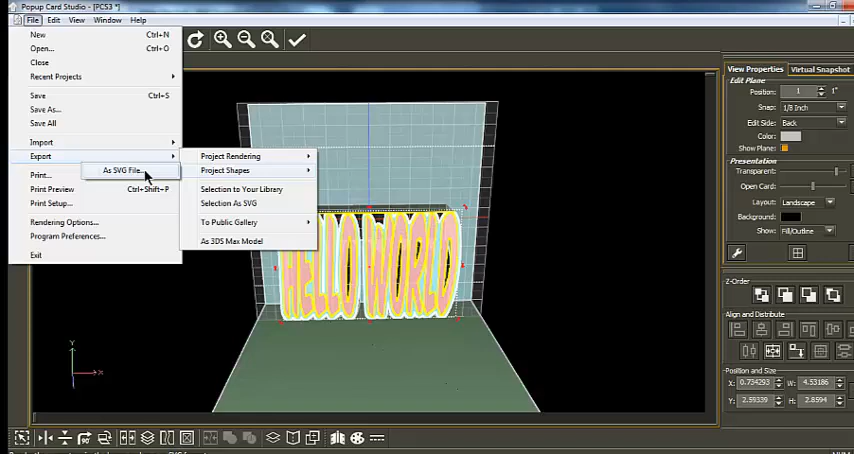 Popup Card Studio - [PCS3 *]
File Edit View Window Help
New Ctrl+N
Open... Ctrl+O
Close
Recent Projects
Save Ctrl+S
Save As...
Save All
Import
Export
Print...
Print Preview Ctrl+Shift+P
Print Setup...
Rendering Options...
Program Preferences...
Exit
As SVG File...
Project Rendering
Project Shapes
Selection to Your Library
Selection As SVG
To Public Gallery
As 3DS Max Model
HELLO WORLD
Y
X
View Properties Virtual Snapshot
Edit Plane
Position: 1 1"
Snap: 1/8 Inch
Edit Side: Back
Color:
Show Plane:
Presentation
Transparent:
Open Card:
Layout: Landscape
Background:
Show: Fill/Outline
Z-Order
Align and Distribute
Position and Size
X: 0.734293 W: 4.53186
Y: 2.59339 H: 2.8594